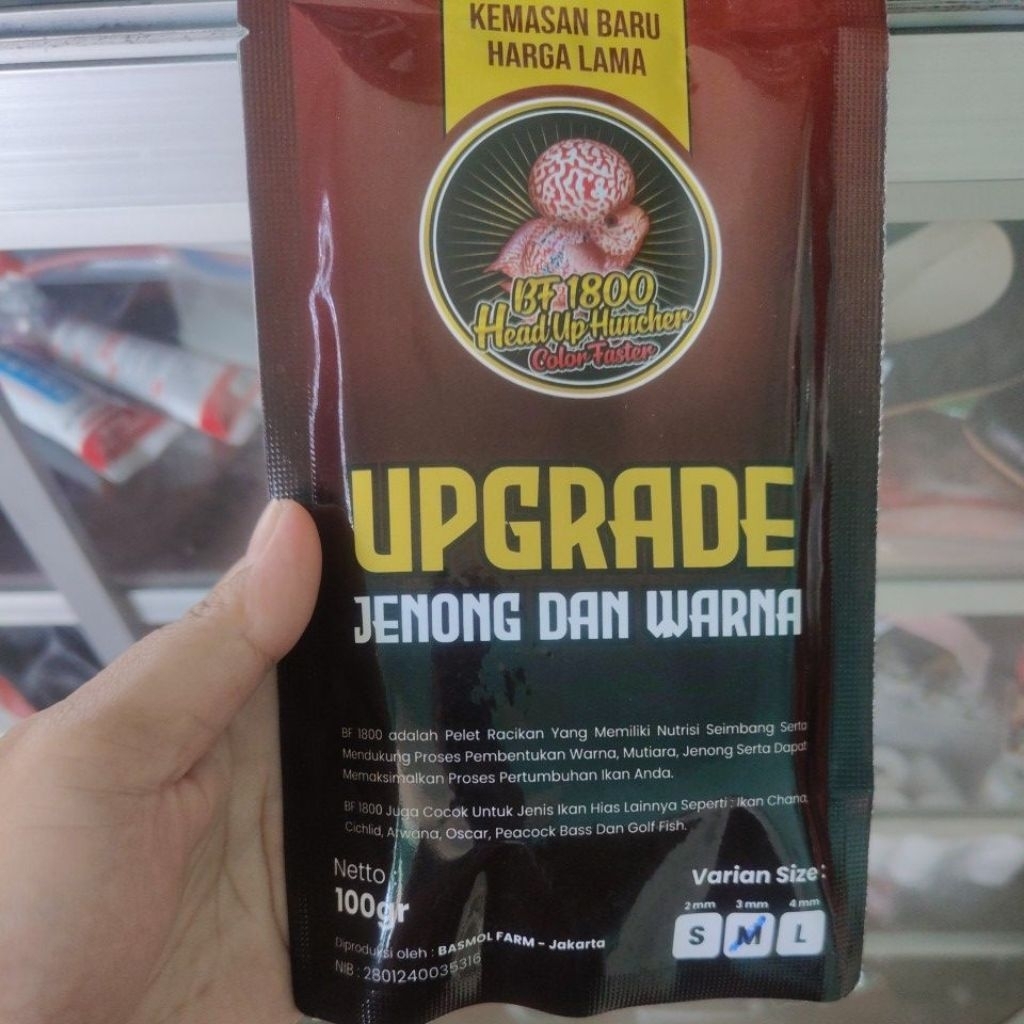 KEMASAN BARU
HARGA LAMA
BF 1800
Head Up Huncher
Color Faster
UPGRADE
JENONG DAN WARNA
BF 1800 adalah Pelet Racikan Yang Memiliki Nutrisi Seimbang Serta
Mendukung Proses Pembentukan Warna, Mutiara, Jenong Serta Dapat
Memaksimalkan Proses Pertumbuhan Ikan Anda.
BF 1800 Juga Cocok Untuk Jenis Ikan Hias Lainnya Seperti : Ikan Chana,
Cichlid, Arwana, Oscar, Peacock Bass Dan Golf Fish.
Netto :
100gr
Varian Size:
2 mm 3 mm 4 mm
S M L
Diproduksi oleh : BASMOL FARM - Jakarta
NIB : 2801240035316